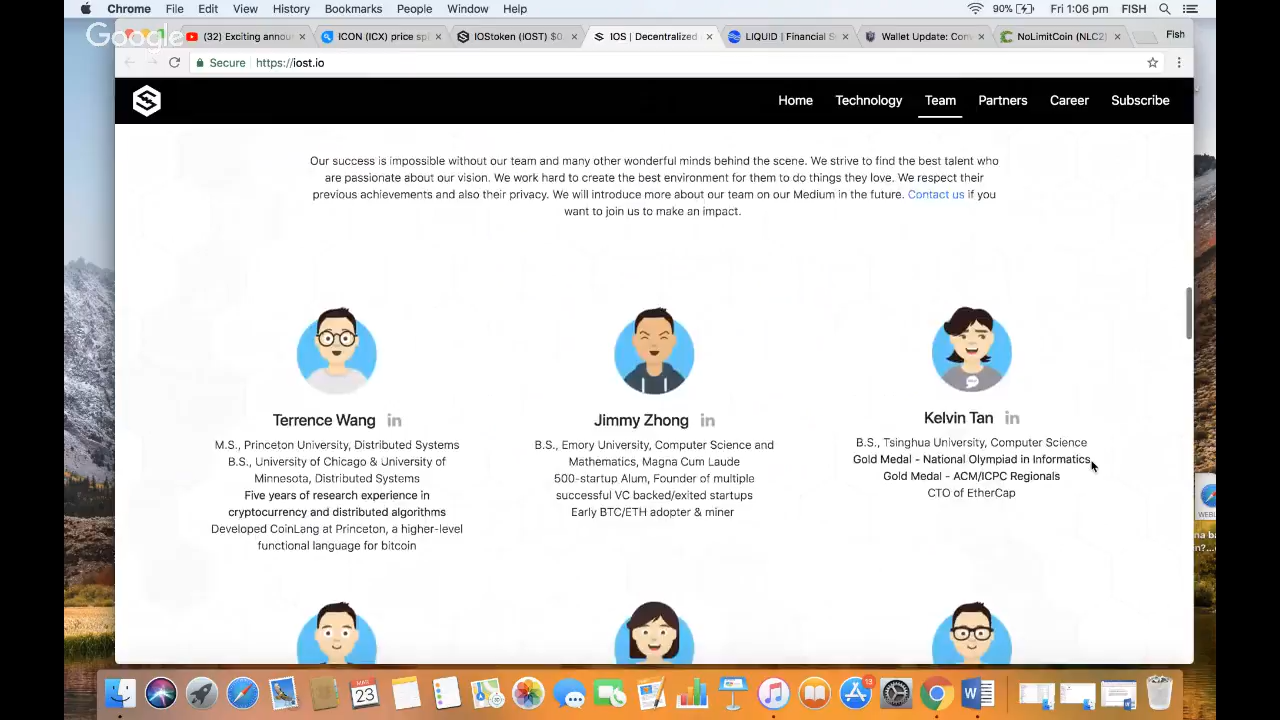 Chrome File Edit View History Bookmarks People Window Help 90% Fri 1:06 pm FISH
Google
(32) Exciting annou
ICON (ICX) price spl
IOStoken (IOST)
IOS | Decentralized
LIQUID | Financial S
Wallet Update: Com
NoLimitCoin (NLC2)
Fish
Secure https://iost.io
Home Technology Team Partners Career Subscribe
Our success is impossible without our team and many other wonderful minds behind the scene. We strive to find the best talent who
are passionate about our vision. We work hard to create the best environment for them to do things they love. We respect their
previous achievements and also their privacy. We will introduce more about our team on our Medium in the future. Contact us if you
want to join us to make an impact.
Terrence Wang in
M.S., Princeton University, Distributed Systems
B.S., University of Chicago & University of
Minnesota, Distributed Systems
Five years of research experience in
cryptocurrency and distributed algorithms
Developed CoinLang at Princeton, a higher-level
functional language for bitcoin
Jimmy Zhong in
B.S., Emory University, Computer Science and
Mathematics, Magna Cum Laude
500-startup Alum, Founder of multiple
successful VC backed/exited startups
Early BTC/ETH adopter & miner
Kelvin Tan in
B.S., Tsinghua University, Computer Science
Gold Medal - National Olympiad in Informatics
Gold Medal - ACM/ICPC Regionals
CTO of EtherCap
23
W